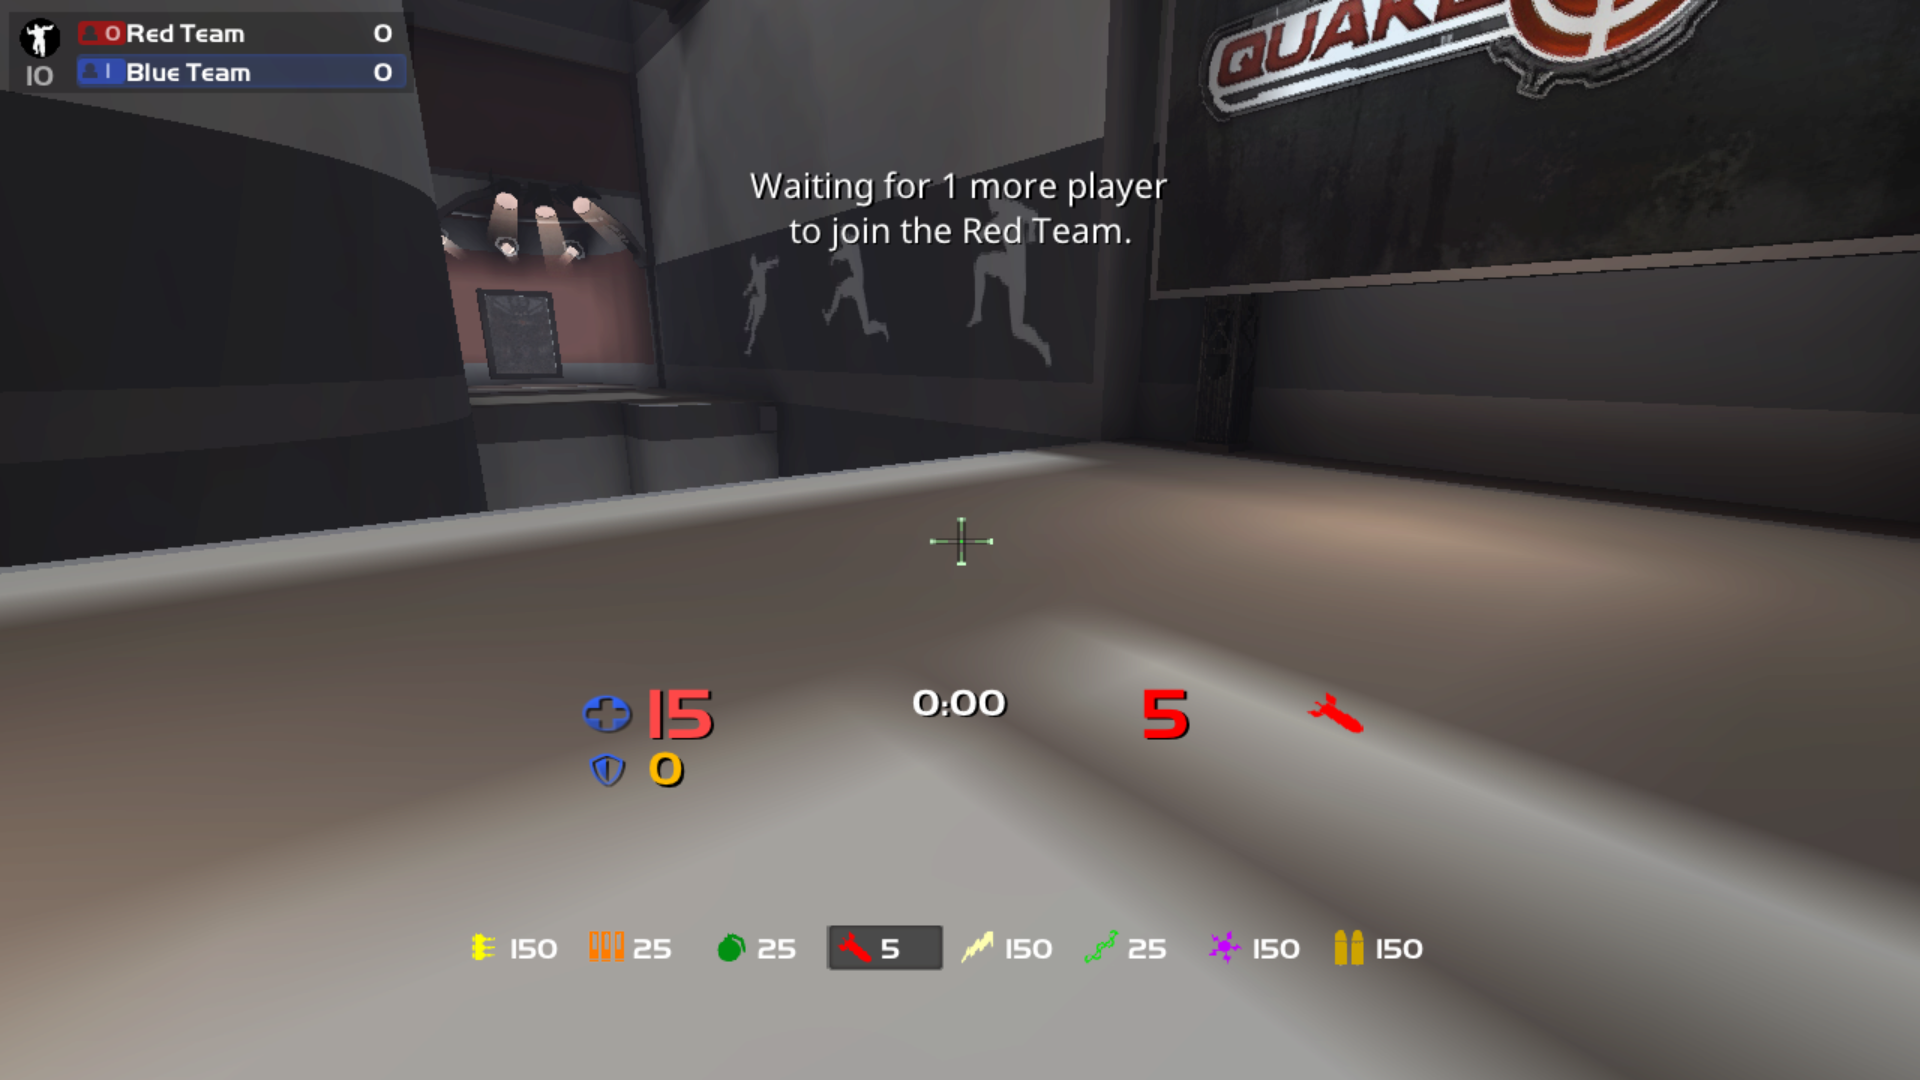 0 Red Team 0
10 1 Blue Team 0
QUAKE
Waiting for 1 more player
to join the Red Team.
15 0:00 5
0
150 25 25 5 150 25 150 150